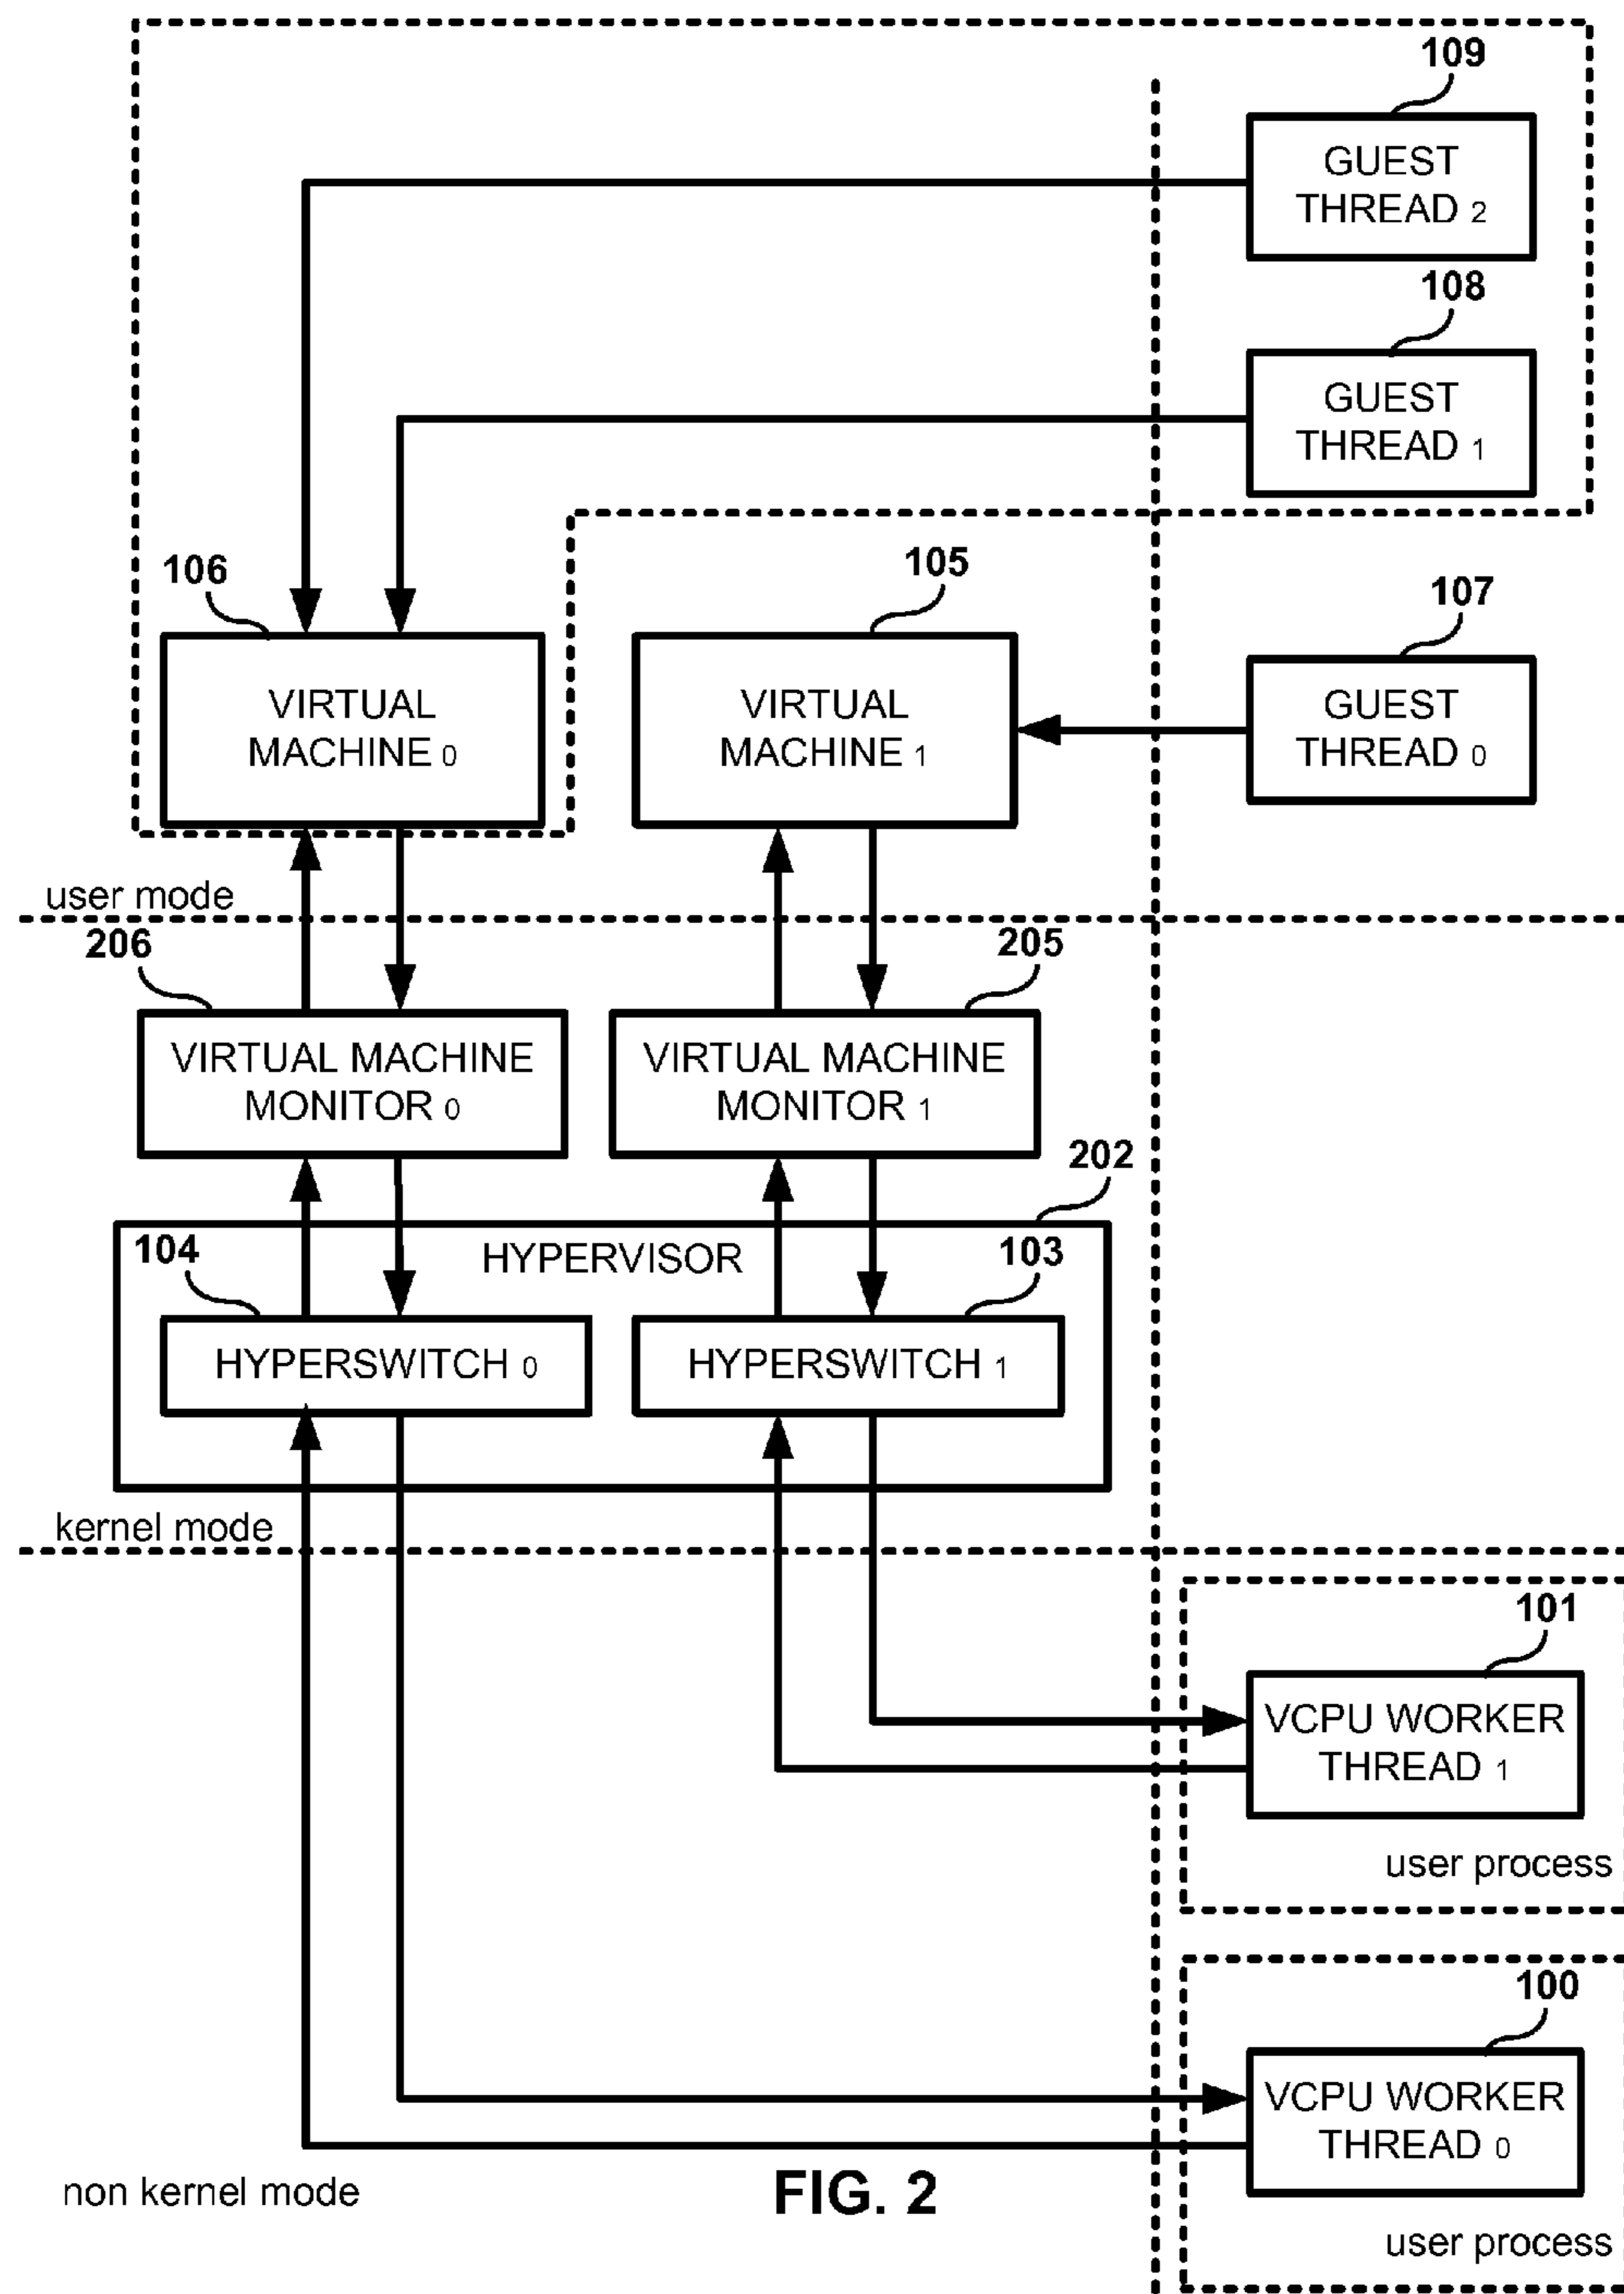 109
GUEST
THREAD 2
108
GUEST
THREAD 1
106
105
107
VIRTUAL
MACHINE 0
VIRTUAL
MACHINE 1
GUEST
THREAD 0
user mode
206
205
VIRTUAL MACHINE
MONITOR 0
VIRTUAL MACHINE
MONITOR 1
202
104
HYPERVISOR
103
HYPERSWITCH 0
HYPERSWITCH 1
kernel mode
101
VCPU WORKER
THREAD 1
user process
100
VCPU WORKER
THREAD 0
non kernel mode
FIG. 2
user process